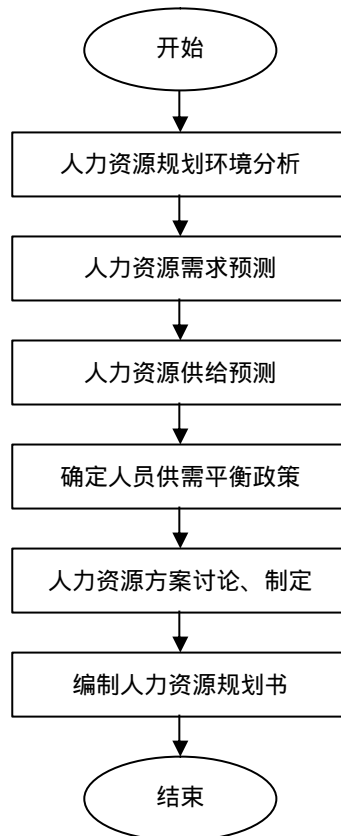 开始
人力资源规划环境分析
人力资源需求预测
人力资源供给预测
确定人员供需平衡政策
人力资源方案讨论、制定
编制人力资源规划书
结束